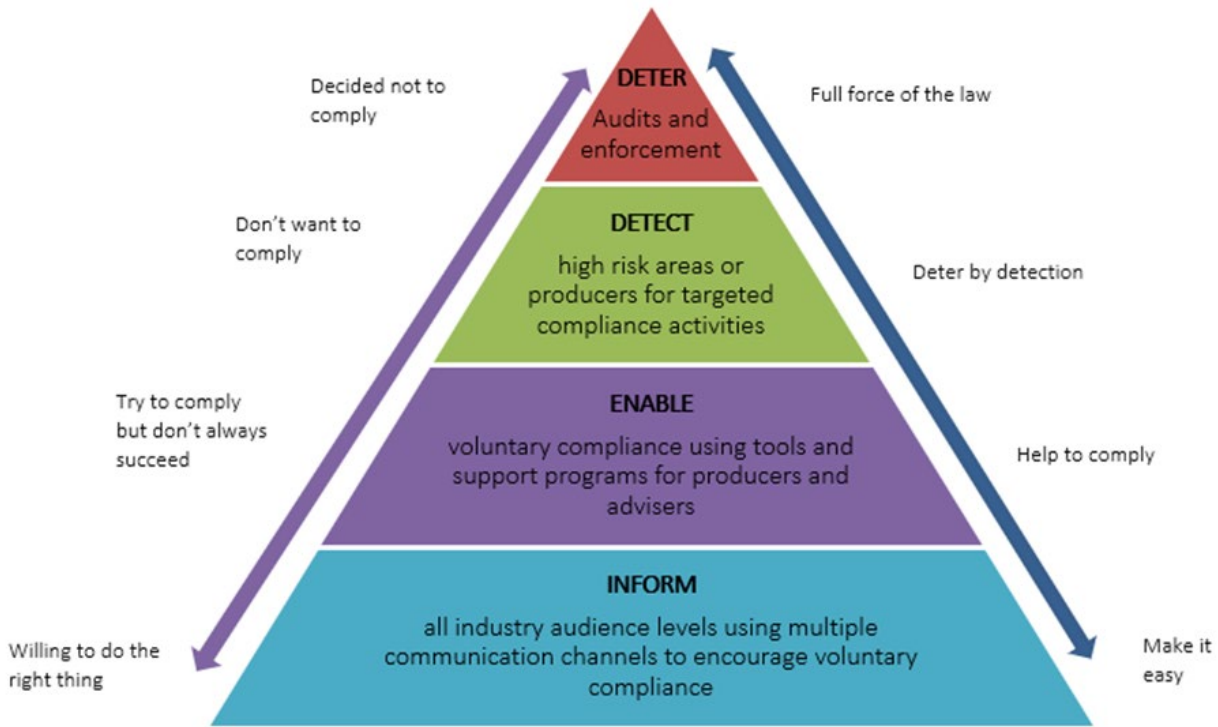 Decided not to
comply
DETER
Audits and
enforcement
Full force of the law
Don't want to
comply
DETECT
high risk areas or
producers for targeted
compliance activities
Deter by detection
Try to comply
but don't always
succeed
ENABLE
voluntary compliance using tools and
support programs for producers and
advisers
Help to comply
Willing to do the
right thing
INFORM
all industry audience levels using multiple
communication channels to encourage voluntary
compliance
Make it
easy